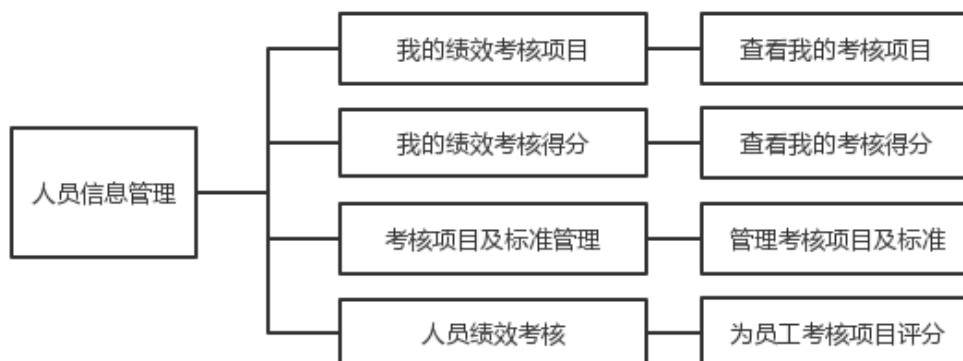 人员信息管理
我的绩效考核项目
查看我的考核项目
我的绩效考核得分
查看我的考核得分
考核项目及标准管理
管理考核项目及标准
人员绩效考核
为员工考核项目评分